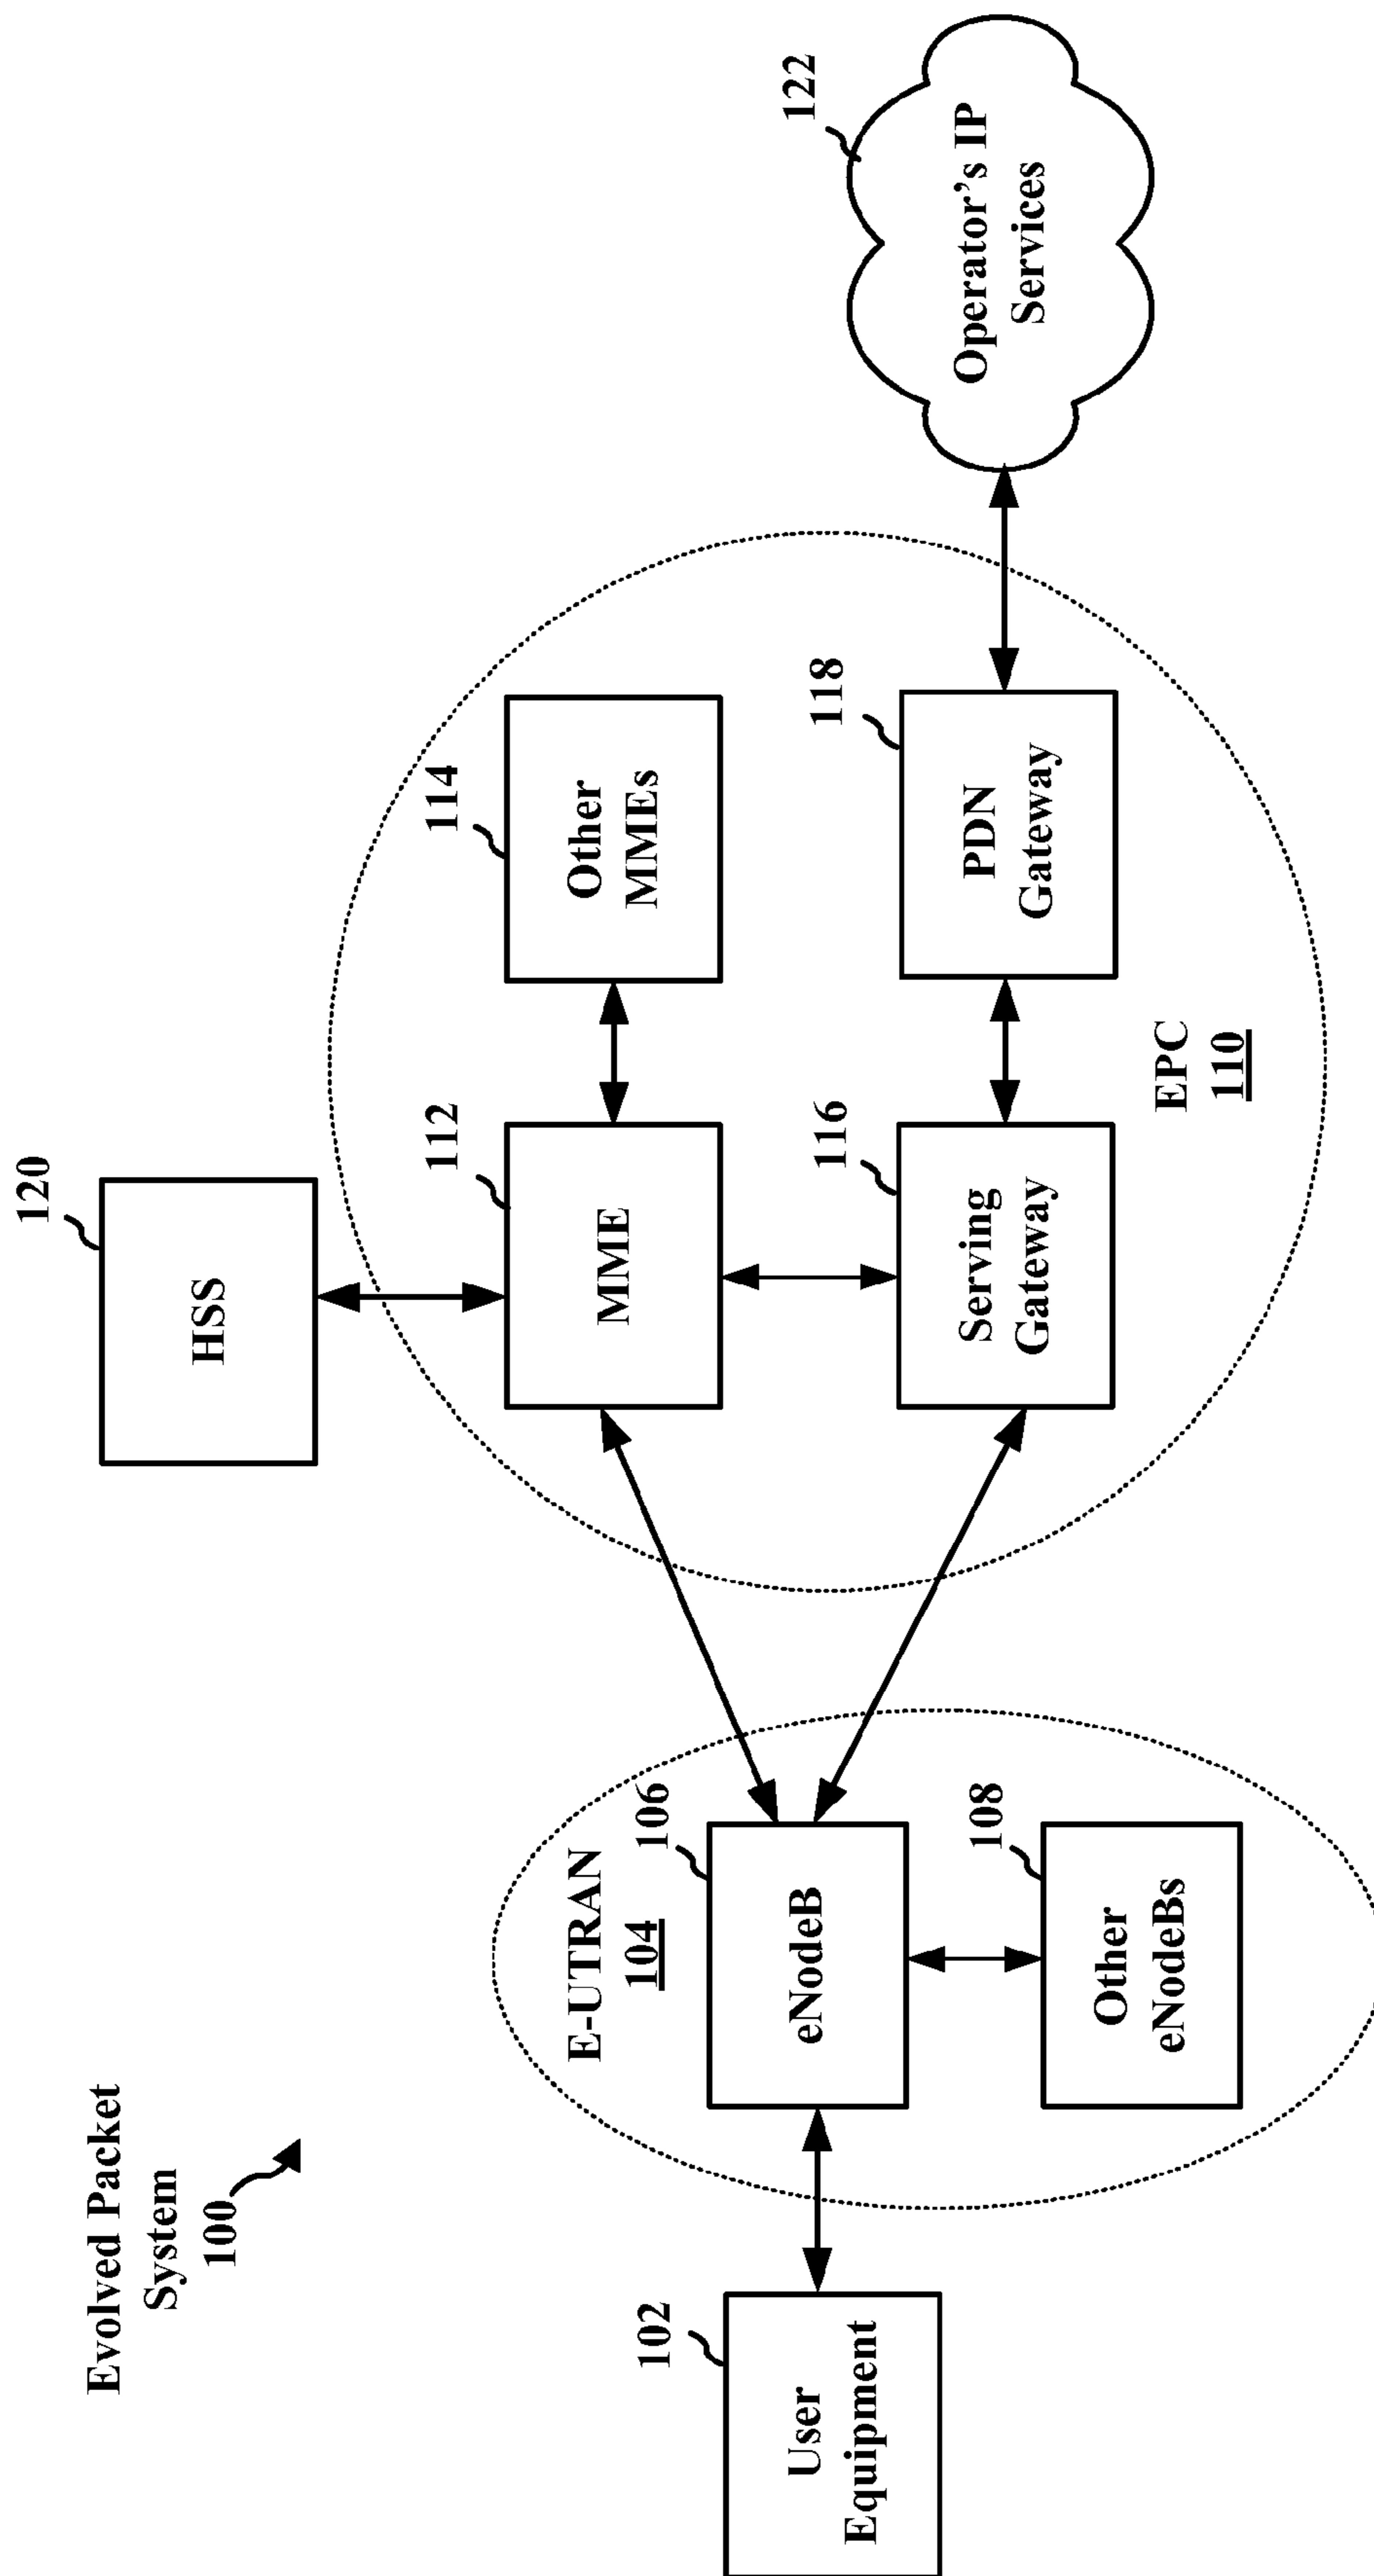 Evolved Packet
System
100
120
HSS
E-UTRAN
104
102
User
Equipment
106
eNodeB
108
Other
eNodeBs
112
MME
114
Other
MMEs
116
Serving
Gateway
118
PDN
Gateway
EPC
110
122
Operator's IP
Services